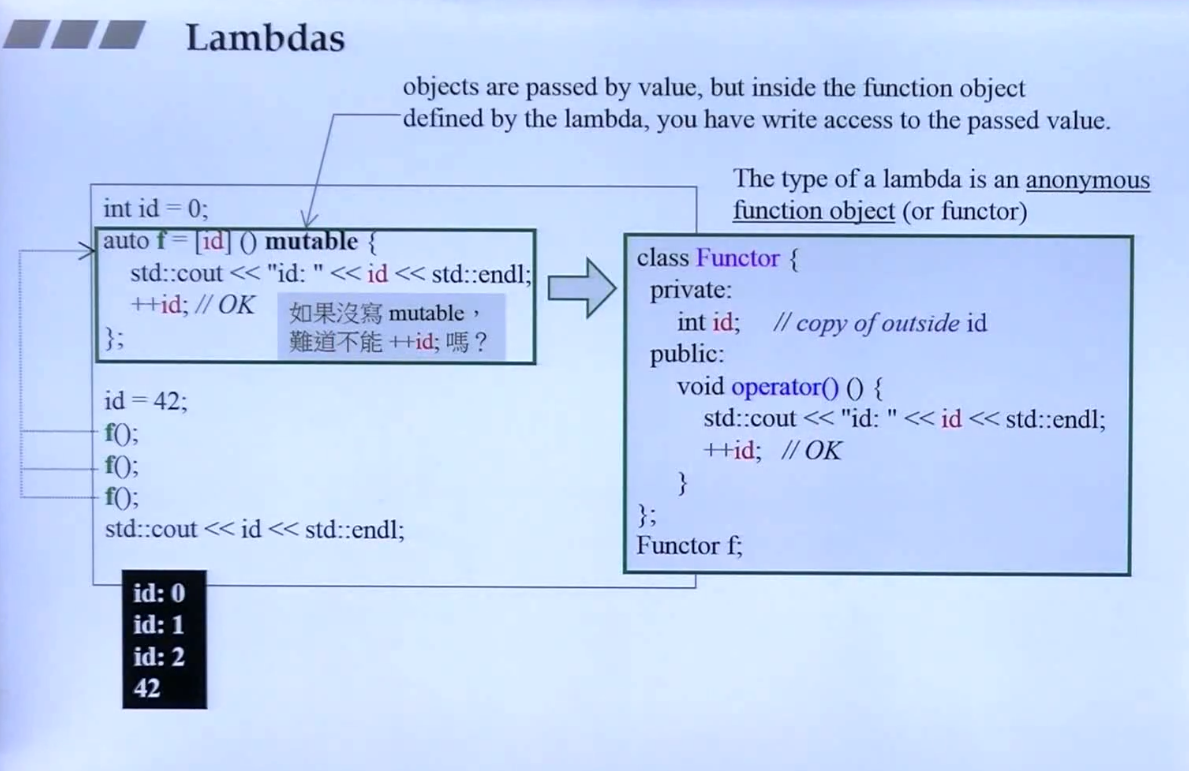 Lambdas
objects are passed by value, but inside the function object
defined by the lambda, you have write access to the passed value.
The type of a lambda is an anonymous
function object (or functor)
int id = 0;
auto f = [id] () mutable {
std::cout << "id: " << id << std::endl;
++id; // OK
};
如果沒寫 mutable，
難道不能 ++id; 嗎？
id = 42;
f();
f();
f();
std::cout << id << std::endl;
class Functor {
private:
int id; // copy of outside id
public:
void operator() () {
std::cout << "id: " << id << std::endl;
++id; // OK
}
};
Functor f;
id: 0
id: 1
id: 2
42